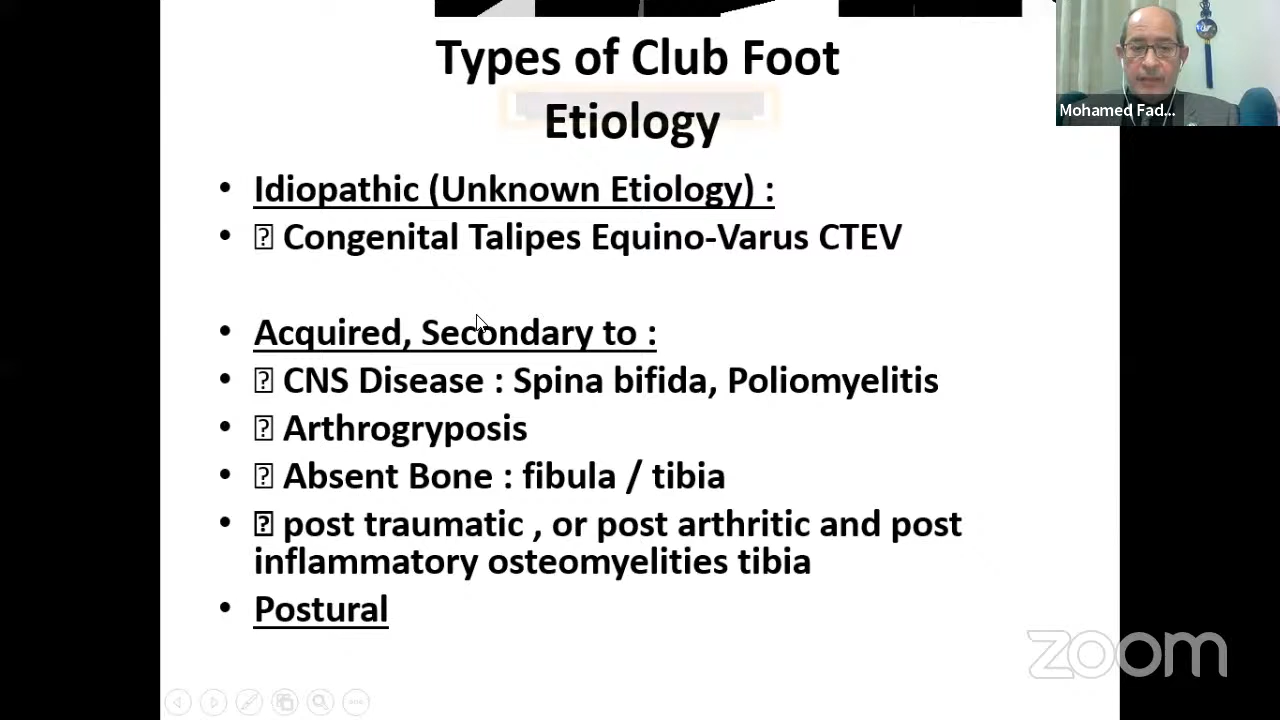 Types of Club Foot
Etiology
Mohamed Fad...
• Idiopathic (Unknown Etiology) :
• Congenital Talipes Equino-Varus CTEV
• Acquired, Secondary to :
• CNS Disease : Spina bifida, Poliomyelitis
• Arthrogryposis
• Absent Bone : fibula / tibia
• post traumatic , or post arthritic and post
inflammatory osteomyelities tibia
• Postural
zoom